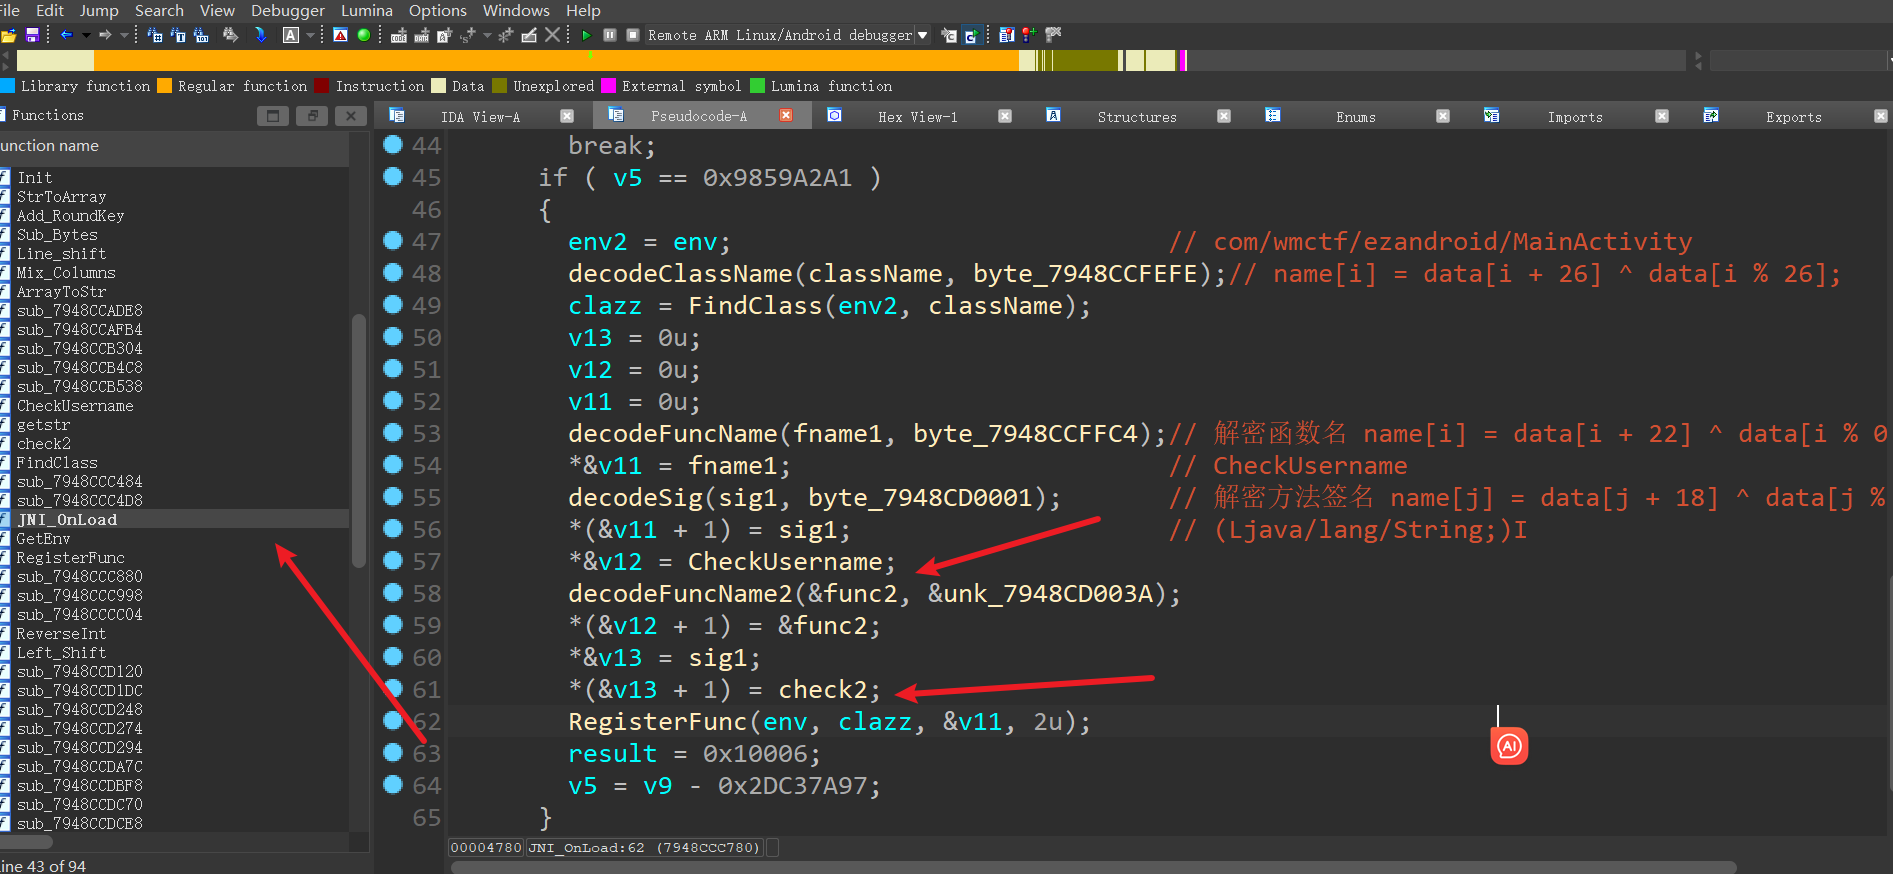 File Edit Jump Search View Debugger Lumina Options Windows Help
Remote ARM Linux/Android debugger
Library function Regular function Instruction Data Unexplored External symbol Lumina function
Functions
unction name
Init
StrToArray
Add_RoundKey
Sub_Bytes
Line_shift
Mix_Columns
ArrayToStr
sub_7948CCADE8
sub_7948CCAFB4
sub_7948CCB304
sub_7948CCB4C8
sub_7948CCB538
CheckUsername
getstr
check2
FindClass
sub_7948CCC484
sub_7948CCC4D8
JNI_OnLoad
GetEnv
RegisterFunc
sub_7948CCC880
sub_7948CCC998
sub_7948CCCC04
ReverseInt
Left_Shift
sub_7948CCD120
sub_7948CCD1DC
sub_7948CCD248
sub_7948CCD274
sub_7948CCD294
sub_7948CCDA7C
sub_7948CCDBF8
sub_7948CCDC70
sub_7948CCDCE8
ine 43 of 94
IDA View-A Pseudocode-A Hex View-1 Structures Enums Imports Exports
44 break;
45 if ( v5 == 0x9859A2A1 )
46 {
47 env2 = env; // com/wmctf/ezandroid/MainActivity
48 decodeClassName(className, byte_7948CCFEFE);// name[i] = data[i + 26] ^ data[i % 26];
49 clazz = FindClass(env2, className);
50 v13 = 0u;
51 v12 = 0u;
52 v11 = 0u;
53 decodeFuncName(fname1, byte_7948CCFFC4);// 解密函数名 name[i] = data[i + 22] ^ data[i % 0
54 *&v11 = fname1; // CheckUsername
55 decodeSig(sig1, byte_7948CD0001); // 解密方法签名 name[j] = data[j + 18] ^ data[j %
56 *(&v11 + 1) = sig1; // (Ljava/lang/String;)I
57 *&v12 = CheckUsername;
58 decodeFuncName2(&func2, &unk_7948CD003A);
59 *(&v12 + 1) = &func2;
60 *&v13 = sig1;
61 *(&v13 + 1) = check2;
62 RegisterFunc(env, clazz, &v11, 2u);
63 result = 0x10006;
64 v5 = v9 - 0x2DC37A97;
65 }
00004780 JNI_OnLoad:62 (7948CCC780)
AI